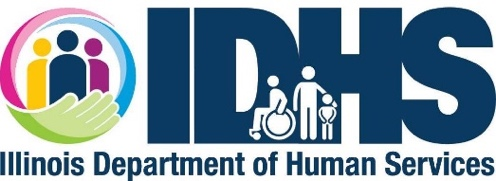 IDHS
Illinois Department of Human Services